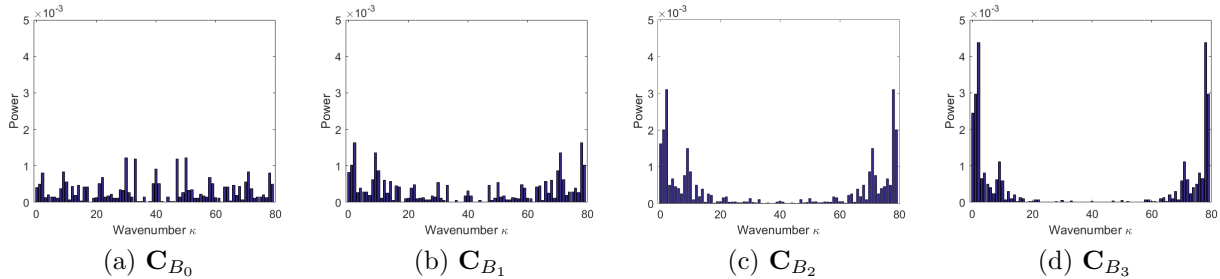 ×10⁻³ ×10⁻³ ×10⁻³ ×10⁻³
5 5 5 5
4 4 4 4
3 3 3 3
2 2 2 2
1 1 1 1
0 0 0 0
Power Power Power Power
0 20 40 60 80 0 20 40 60 80 0 20 40 60 80 0 20 40 60 80
Wavenumber κ Wavenumber κ Wavenumber κ Wavenumber κ
(a) C_{B_0} (b) C_{B_1} (c) C_{B_2} (d) C_{B_3}